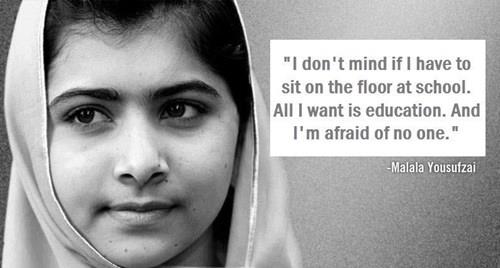 "I don't mind if I have to
sit on the floor at school.
All I want is education. And
I'm afraid of no one."
-Malala Yousufzai